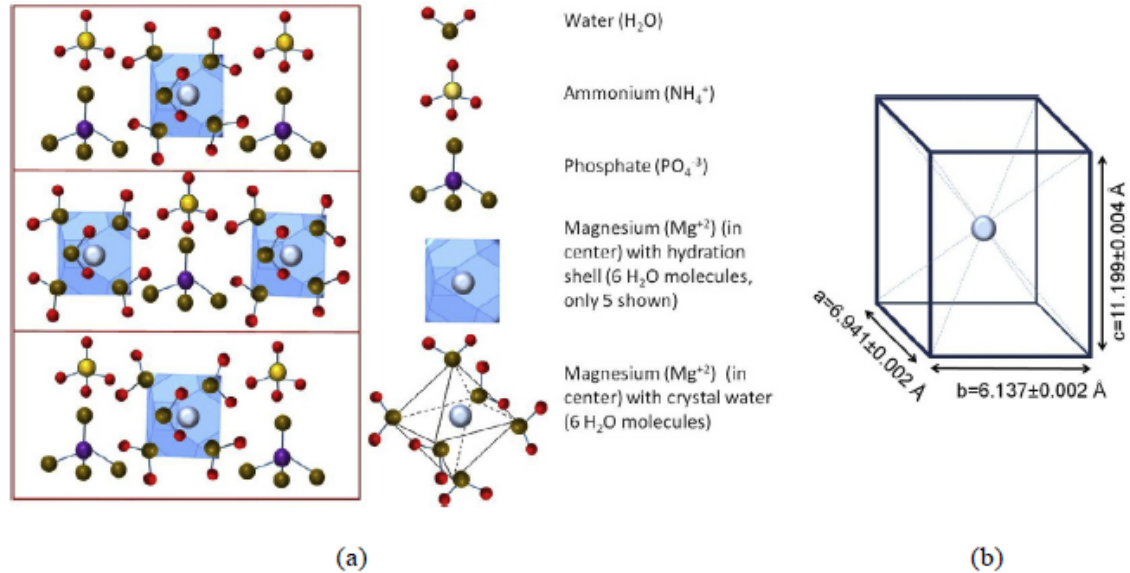 Water (H₂O)
Ammonium (NH₄⁺)
Phosphate (PO₄⁻³)
Magnesium (Mg⁺²) (in
center) with hydration
shell (6 H₂O molecules,
only 5 shown)
Magnesium (Mg⁺²) (in
center) with crystal water
(6 H₂O molecules)
a=6.941±0.002 Å
b=6.137±0.002 Å
c=11.199±0.004 Å
(a)
(b)